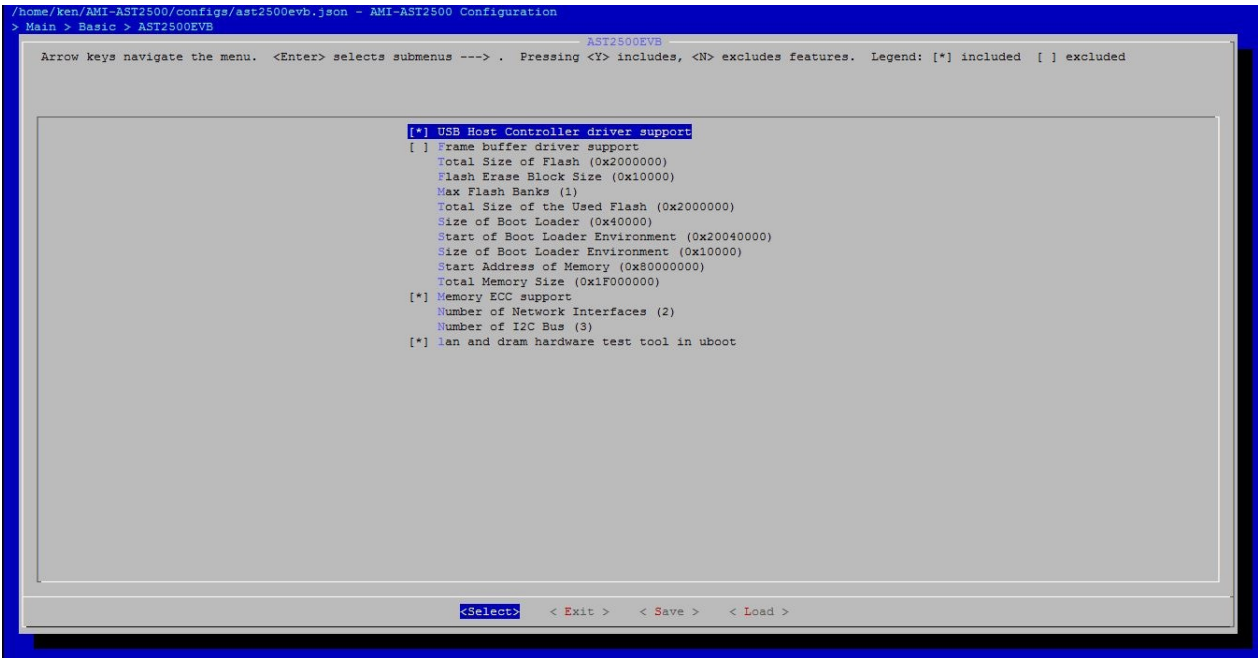 /home/ken/AMI-AST2500/configs/ast2500evb.json - AMI-AST2500 Configuration
> Main > Basic > AST2500EVB
AST2500EVB
Arrow keys navigate the menu. <Enter> selects submenus ---> . Pressing <Y> includes, <N> excludes features. Legend: [*] included [ ] excluded
[*] USB Host Controller driver support
[ ] Frame buffer driver support
Total Size of Flash (0x2000000)
Flash Erase Block Size (0x10000)
Max Flash Banks (1)
Total Size of the Used Flash (0x2000000)
Size of Boot Loader (0x40000)
Start of Boot Loader Environment (0x20040000)
Size of Boot Loader Environment (0x10000)
Start Address of Memory (0x80000000)
Total Memory Size (0x1F000000)
[*] Memory ECC support
Number of Network Interfaces (2)
Number of I2C Bus (3)
[*] lan and dram hardware test tool in uboot
<Select> < Exit > < Save > < Load >